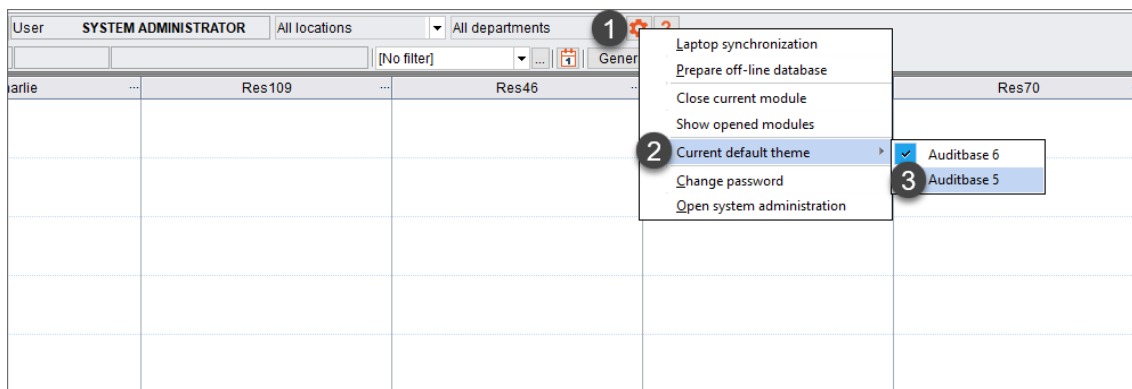 User SYSTEM ADMINISTRATOR All locations All departments 1 ?
[No filter] ... 1 Gener
arlie ... Res109 ... Res46 ... Res70
Laptop synchronization
Prepare off-line database
Close current module
Show opened modules
2 Current default theme
Auditbase 6
3 Auditbase 5
Change password
Open system administration